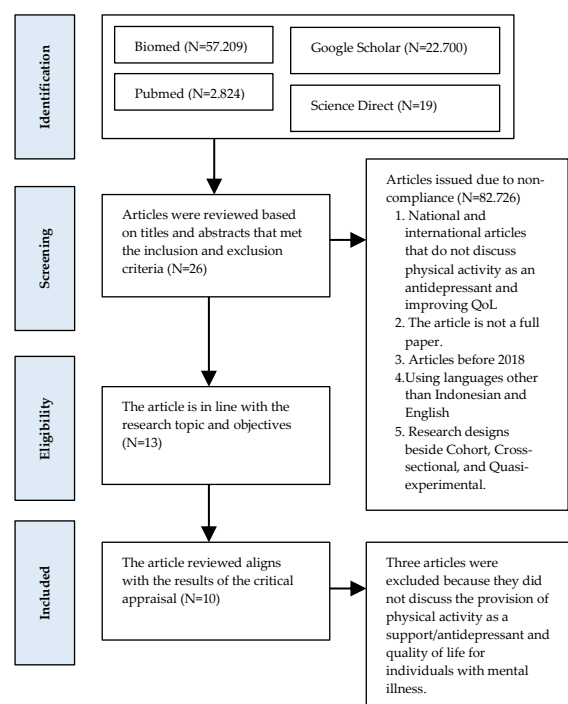 Identification
Biomed (N=57.209)
Google Scholar (N=22.700)
Pubmed (N=2.824)
Science Direct (N=19)
Screening
Articles were reviewed based
on titles and abstracts that met
the inclusion and exclusion
criteria (N=26)
Articles issued due to non-
compliance (N=82.726)
1. National and
international articles
that do not discuss
physical activity as an
antidepressant and
improving QoL
2. The article is not a full
paper.
3. Articles before 2018
4.Using languages other
than Indonesian and
English
5. Research designs
beside Cohort, Cross-
sectional, and Quasi-
experimental.
Eligibility
The article is in line with the
research topic and objectives
(N=13)
Included
The article reviewed aligns
with the results of the critical
appraisal (N=10)
Three articles were
excluded because they did
not discuss the provision of
physical activity as a
support/antidepressant and
quality of life for
individuals with mental
illness.